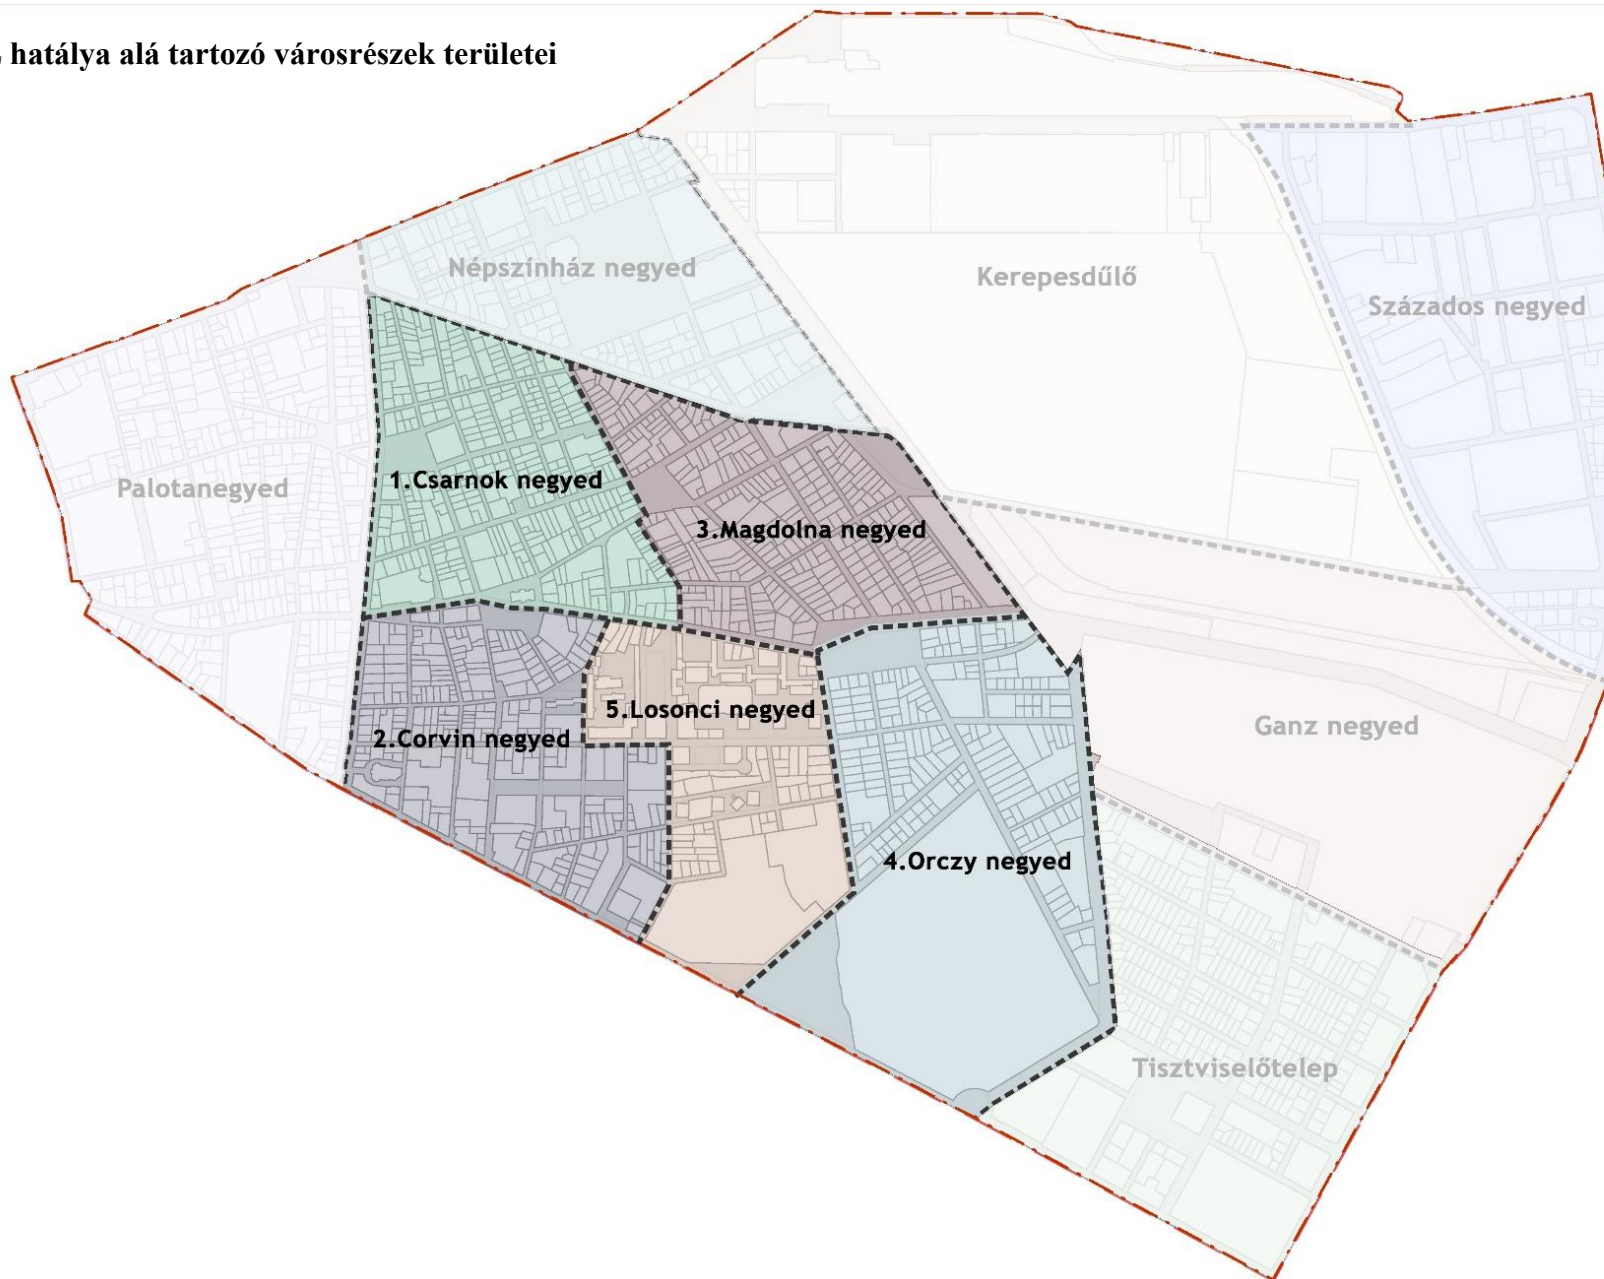 hatálya alá tartozó városrészek területei
Népszínház negyed
Kerepesdűlő
Százados negyed
Palotanegyed
1.Csarnok negyed
3.Magdolna negyed
5.Losonci negyed
2.Corvin negyed
Ganz negyed
4.Orczy negyed
Tisztviselőtelep